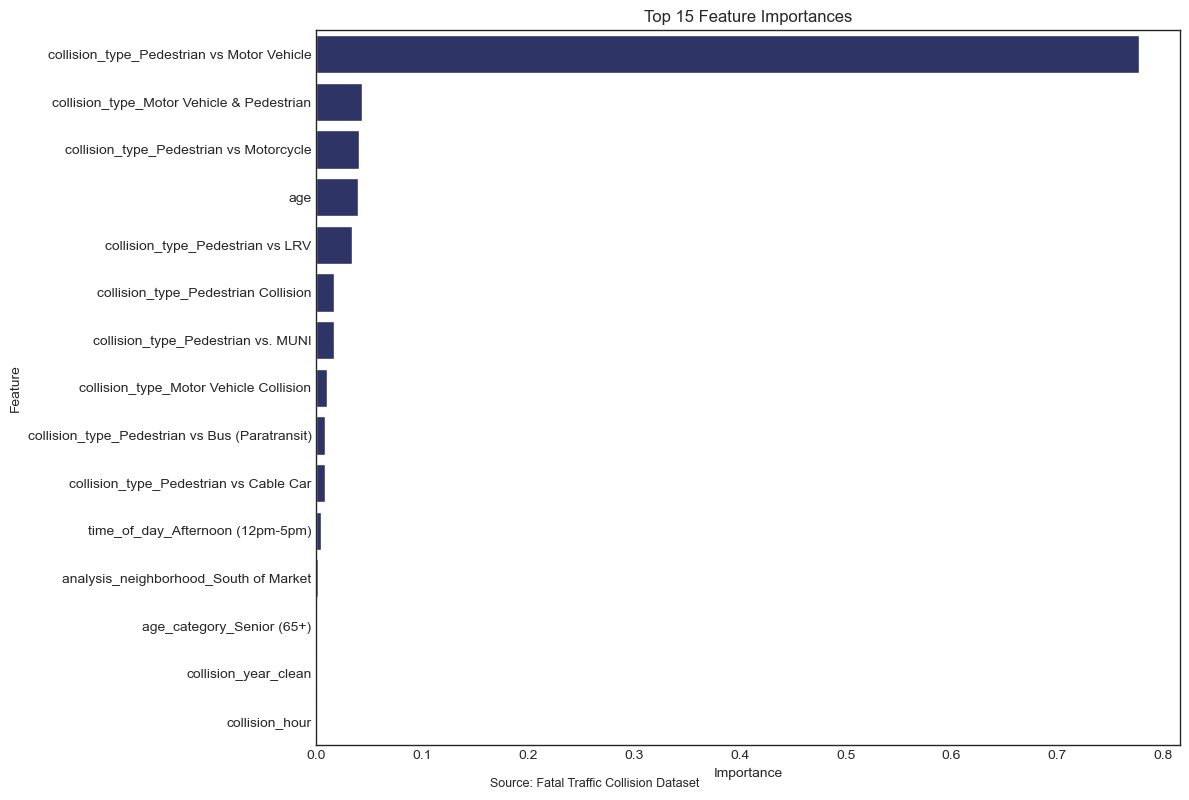 Top 15 Feature Importances
collision_type_Pedestrian vs Motor Vehicle
collision_type_Motor Vehicle & Pedestrian
collision_type_Pedestrian vs Motorcycle
age
collision_type_Pedestrian vs LRV
collision_type_Pedestrian Collision
collision_type_Pedestrian vs. MUNI
collision_type_Motor Vehicle Collision
collision_type_Pedestrian vs Bus (Paratransit)
collision_type_Pedestrian vs Cable Car
time_of_day_Afternoon (12pm-5pm)
analysis_neighborhood_South of Market
age_category_Senior (65+)
collision_year_clean
collision_hour
Feature
0.0 0.1 0.2 0.3 0.4 0.5 0.6 0.7 0.8
Importance
Source: Fatal Traffic Collision Dataset